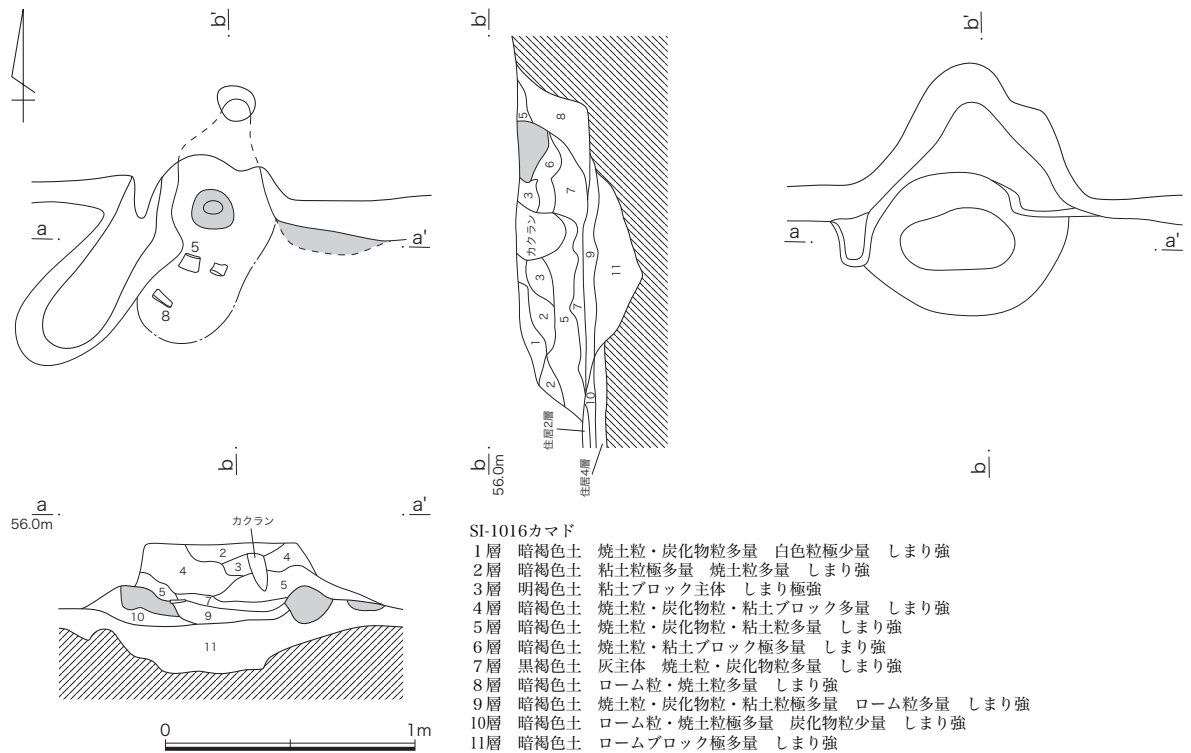 b'
b'
b'
a
a'
5
8
5
8
6
3
7
カクラン
9
11
3
2
5
7
1
2
10
住居2層
住居4層
a
a'
b
b
56.0m
b
a
56.0m
a'
カクラン
2
4
3
4
5
5
7
9
10
11
0
1m
SI-1016カマド
1層 暗褐色土 焼土粒・炭化物粒多量 白色粒極少量 しまり強
2層 暗褐色土 粘土粒極多量 焼土粒多量 しまり強
3層 明褐色土 粘土ブロック主体 しまり極強
4層 暗褐色土 焼土粒・炭化物粒・粘土ブロック多量 しまり強
5層 暗褐色土 焼土粒・炭化物粒・粘土粒多量 しまり強
6層 暗褐色土 焼土粒・粘土ブロック極多量 しまり強
7層 黒褐色土 灰主体 焼土粒・炭化物粒多量 しまり強
8層 暗褐色土 ローム粒・焼土粒多量 しまり強
9層 暗褐色土 焼土粒・炭化物粒・粘土粒極多量 ローム粒多量 しまり強
10層 暗褐色土 ローム粒・焼土粒極多量 炭化物粒少量 しまり強
11層 暗褐色土 ロームブロック極多量 しまり強